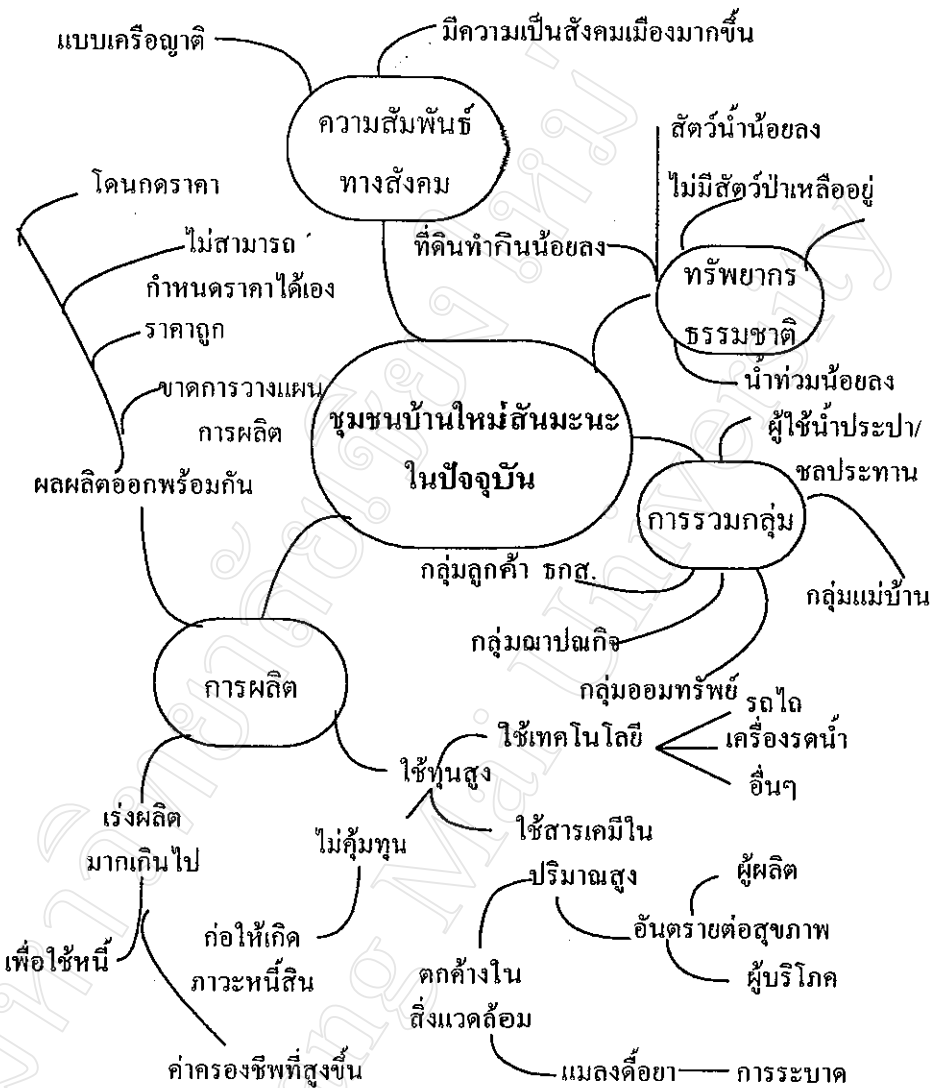 แบบเครือญาติ
มีความเป็นสังคมเมืองมากขึ้น
ความสัมพันธ์
ทางสังคม
สัตว์น้ำน้อยลง
โดนกดราคา
ไม่มีสัตว์ป่าเหลืออยู่
ไม่สามารถ
กำหนดราคาได้เอง
ที่ดินทำกินน้อยลง
ทรัพยากร
ธรรมชาติ
ราคาถูก
น้ำท่วมน้อยลง
ขาดการวางแผน
การผลิต
ชุมชนบ้านใหม่สันมะนะ
ในปัจจุบัน
ผู้ใช้น้ำประปา/
ชลประทาน
ผลผลิตออกพร้อมกัน
การรวมกลุ่ม
กลุ่มลูกค้า ธกส.
กลุ่มแม่บ้าน
กลุ่มฌาปณกิจ
กลุ่มออมทรัพย์
การผลิต
รถไถ
ใช้เทคโนโลยี
เครื่องรดน้ำ
อื่นๆ
ใช้ทุนสูง
เร่งผลิต
มากเกินไป
ไม่คุ้มทุน
ใช้สารเคมีใน
ปริมาณสูง
ผู้ผลิต
อันตรายต่อสุขภาพ
ผู้บริโภค
เพื่อใช้หนี้
ก่อให้เกิด
ภาวะหนี้สิน
ตกค้างใน
สิ่งแวดล้อม
ค่าครองชีพที่สูงขึ้น
แมลงดื้อยา
การระบาด
Mai University